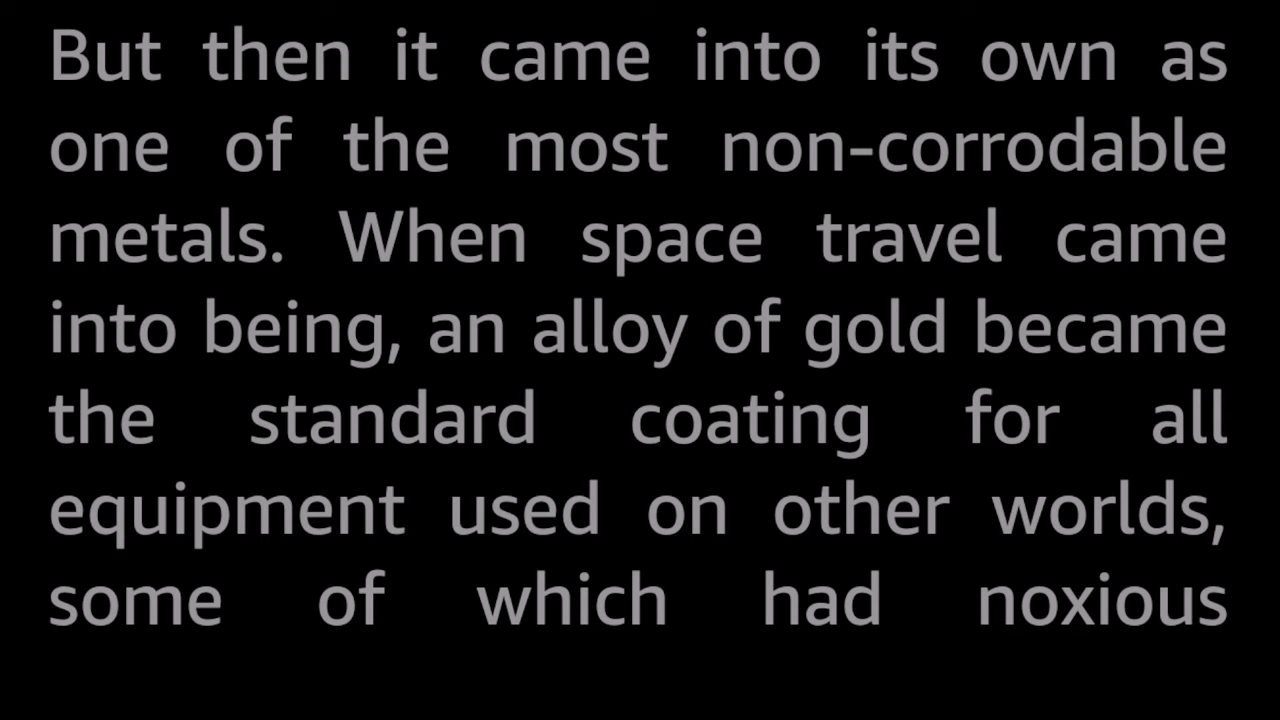 But then it came into its own as
one of the most non-corrodable
metals. When space travel came
into being, an alloy of gold became
the standard coating for all
equipment used on other worlds,
some of which had noxious